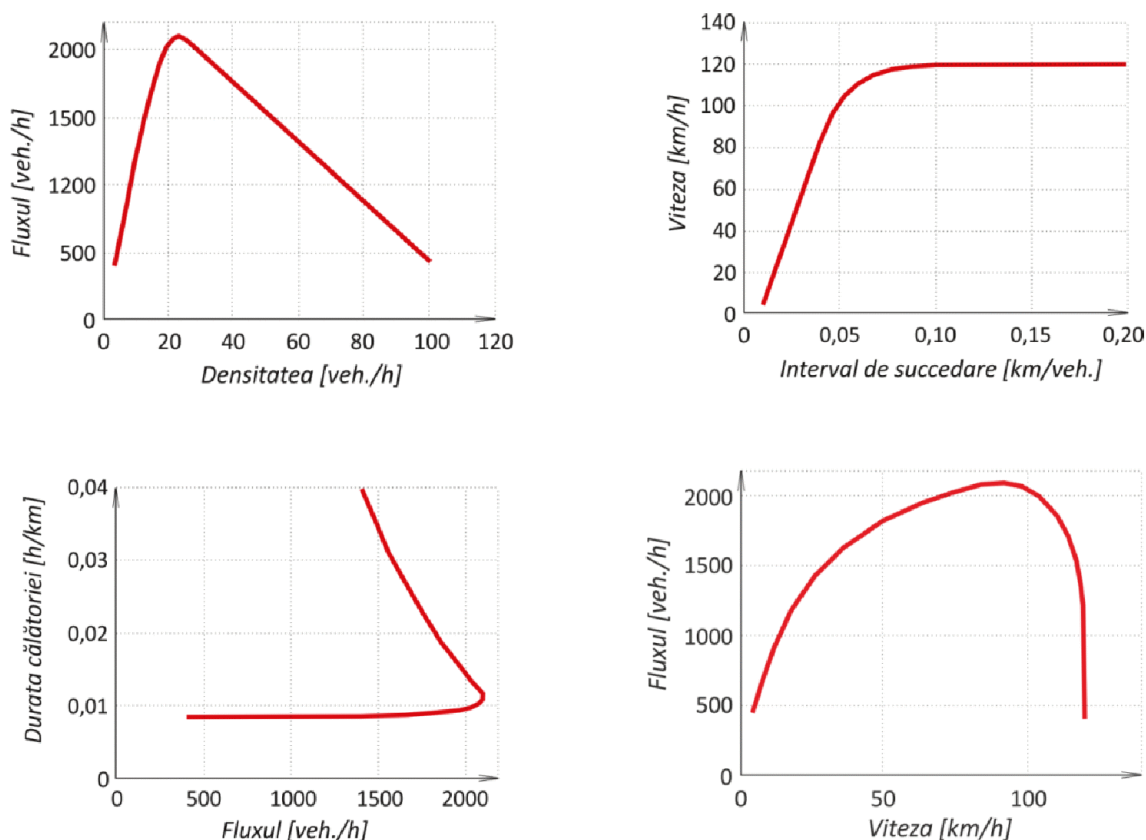 2000
1500
1200
500
0
0 20 40 60 80 100 120
Fluxul [veh./h]
Densitatea [veh./h]
140
120
100
80
60
40
20
0
0 0,05 0,10 0,15 0,20
Viteza [km/h]
Interval de succedare [km/veh.]
0,04
0,03
0,02
0,01
0
0 500 1000 1500 2000
Durata călătoriei [h/km]
Fluxul [veh./h]
2000
1500
1000
500
0
0 50 100
Fluxul [veh./h]
Viteza [km/h]